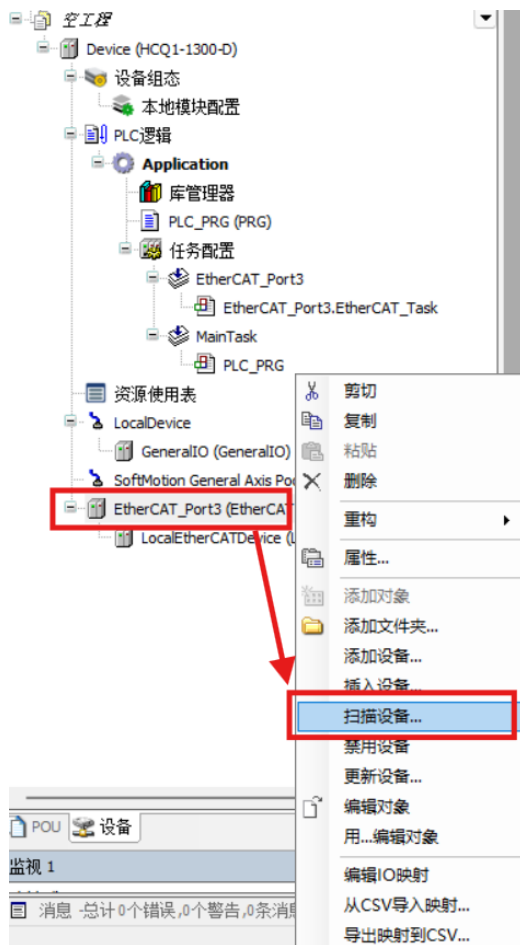 空工程
Device (HCQ1-1300-D)
设备组态
本地模块配置
PLC逻辑
Application
库管理器
PLC_PRG (PRG)
任务配置
EtherCAT_Port3
EtherCAT_Port3.EtherCAT_Task
MainTask
PLC_PRG
资源使用表
LocalDevice
GeneralIO (GeneralIO)
SoftMotion General Axis
EtherCAT_Port3 (EtherCAT
LocalEtherCATDevice
剪切
复制
粘贴
删除
重构
属性...
添加对象
添加文件夹...
添加设备...
插入设备...
扫描设备...
禁用设备
更新设备...
编辑对象
用...编辑对象
编辑IO映射
从CSV导入映射...
导出映射到CSV...
POU 设备
监视 1
消息 -总计0个错误,0个警告,0条消息